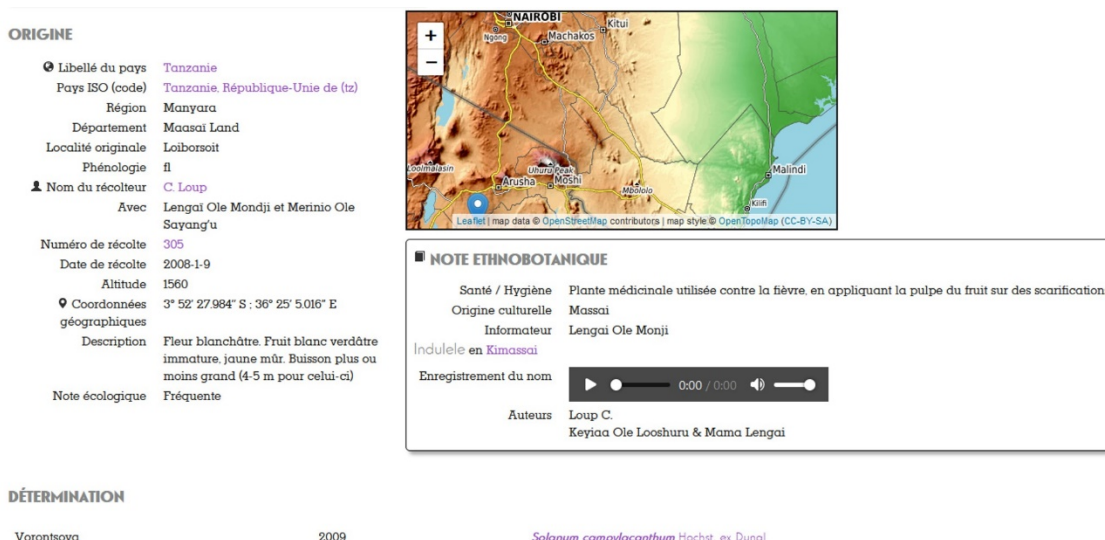 ORIGINE
Libellé du pays Tanzanie
Pays ISO (code) Tanzanie, République-Unie de (tz)
Région Manyara
Département Maasaï Land
Localité originale Loiborsoit
Phénologie fl
Nom du récolteur C. Loup
Avec Lengaï Ole Mondji et Merinio Ole
Sayang'u
Numéro de récolte 305
Date de récolte 2008-1-9
Altitude 1560
Coordonnées 3° 52' 27.984" S ; 36° 25' 5.016" E
géographiques
Description Fleur blanchâtre. Fruit blanc verdâtre
immature, jaune mûr. Buisson plus ou
moins grand (4-5 m pour celui-ci)
Note écologique Fréquente
+
−
NAIROBI
Ngong
Machakos
Kitui
Loolmalasin
Uhuru Peak
Arusha
Moshi
Mbololo
Malindi
Kilifi
Leaflet | map data © OpenStreetMap contributors | map style © OpenTopoMap (CC-BY-SA)
NOTE ETHNOBOTANIQUE
Santé / Hygiène Plante médicinale utilisée contre la fièvre, en appliquant la pulpe du fruit sur des scarification
Origine culturelle Massai
Informateur Lengai Ole Monji
Indulele en Kimassai
Enregistrement du nom 0:00 / 0:00
Auteurs Loup C.
Keyiaa Ole Looshuru & Mama Lengai
DÉTERMINATION
Vorontsova 2009 Solanum campylacanthum Hochst. ex Dunal